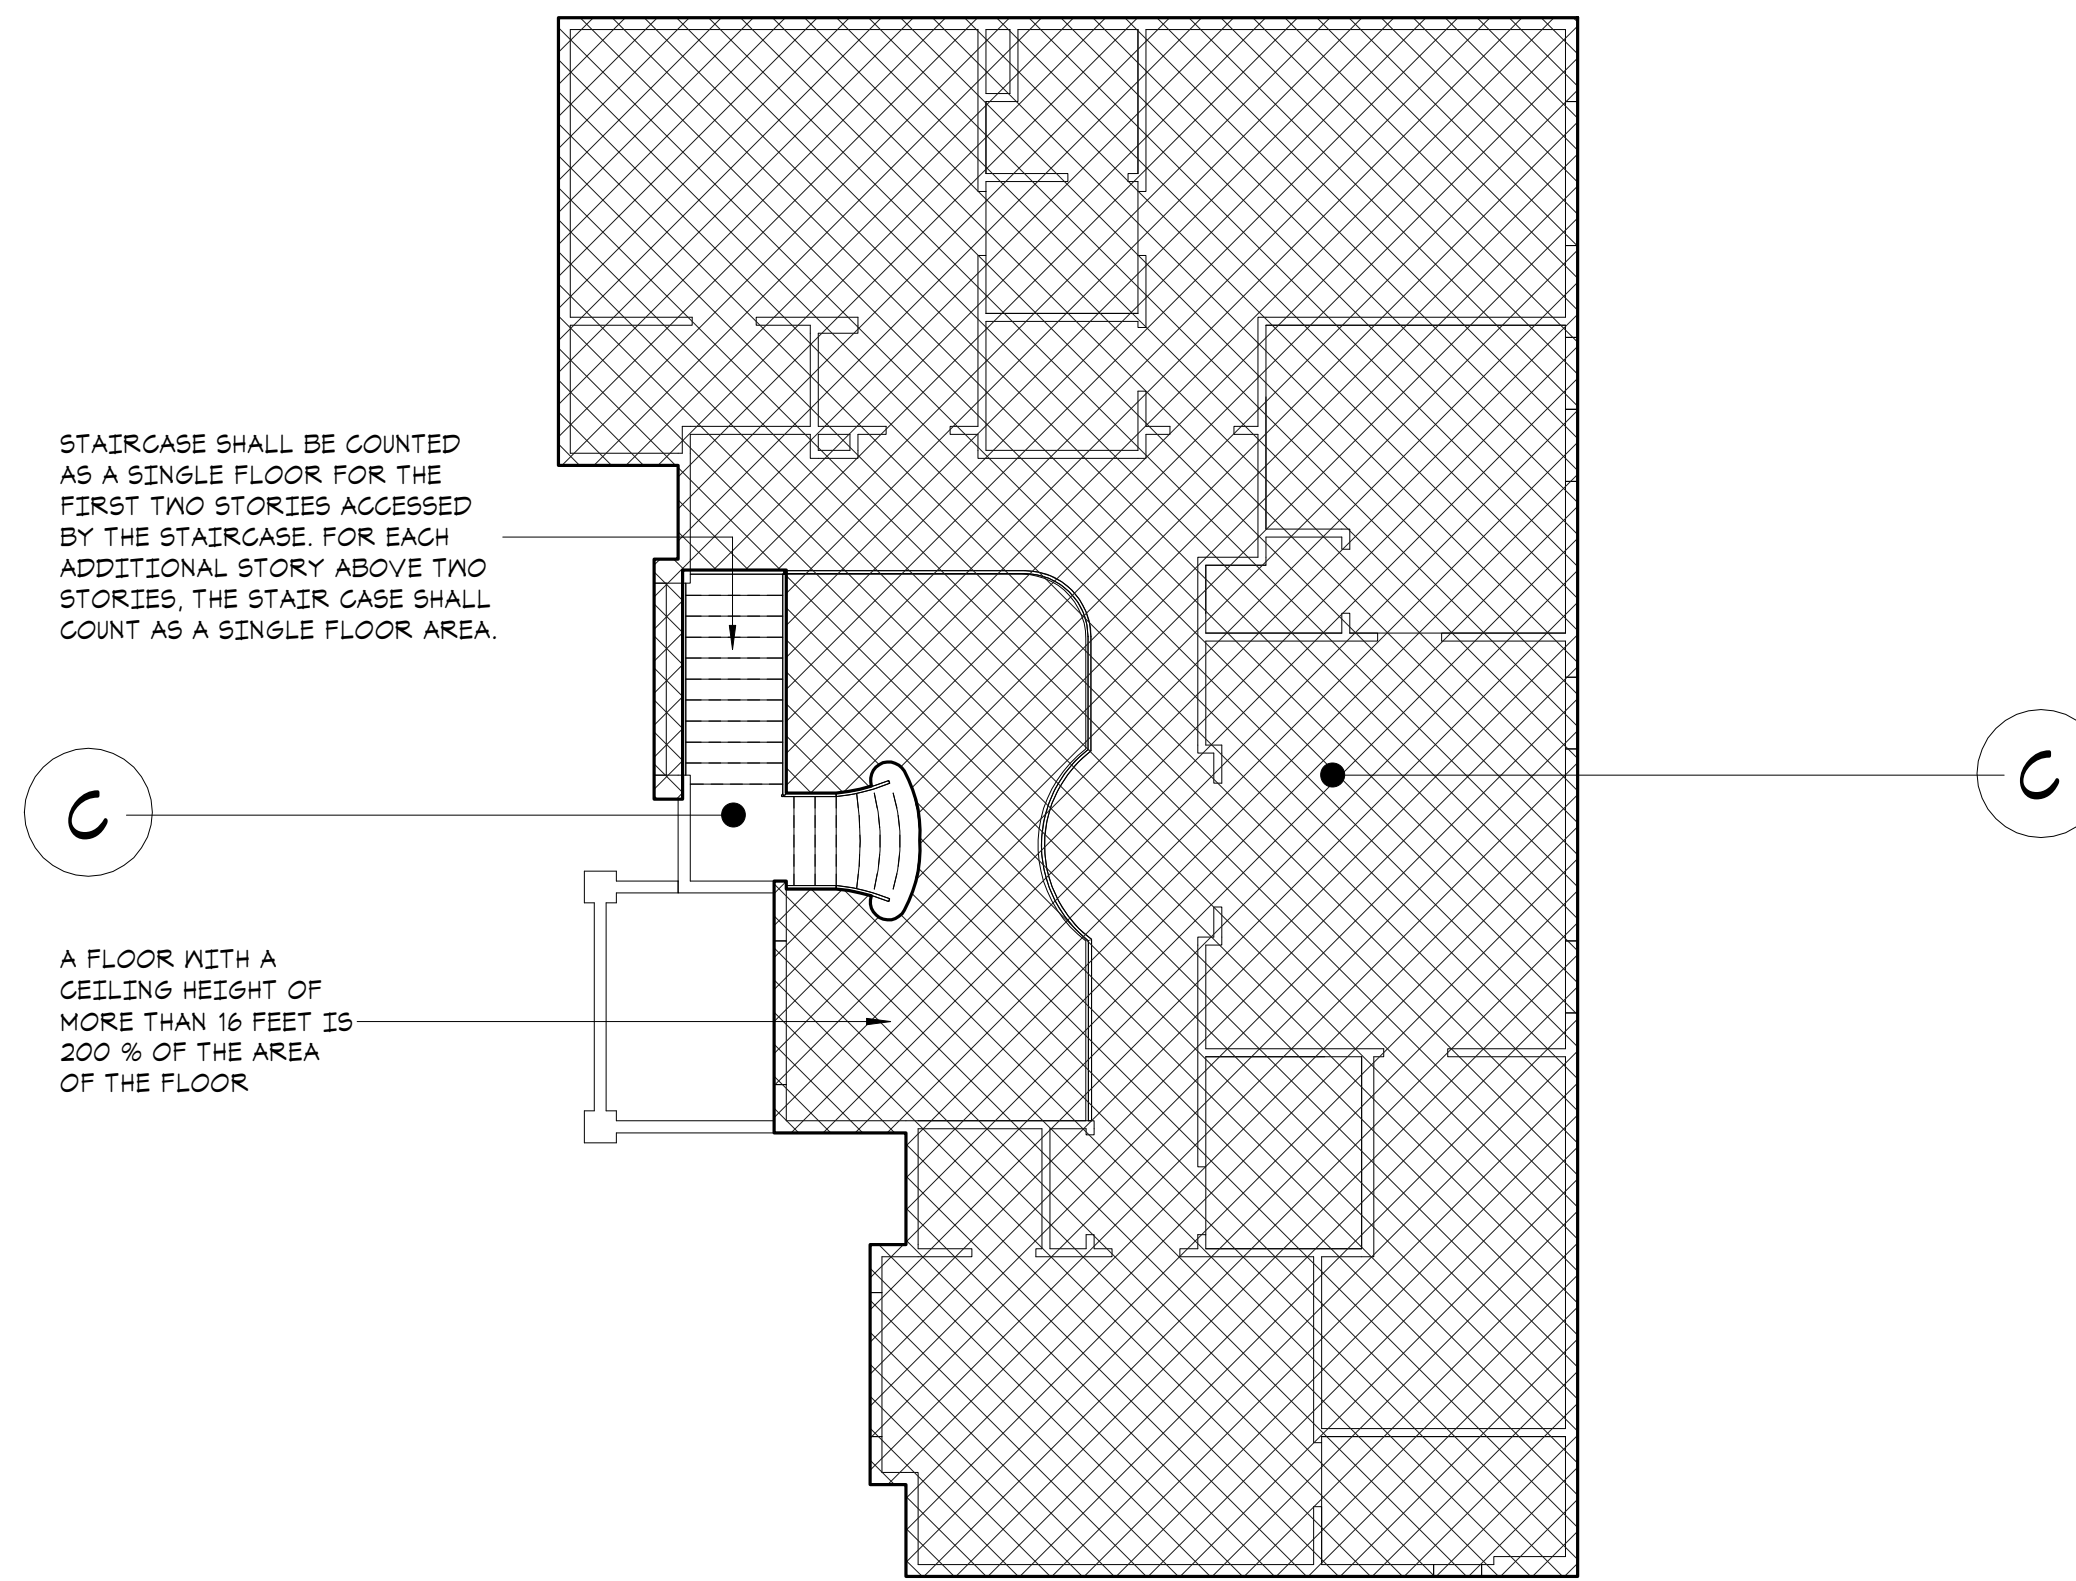 STAIRCASE SHALL BE COUNTED
AS A SINGLE FLOOR FOR THE
FIRST TWO STORIES ACCESSED
BY THE STAIRCASE. FOR EACH
ADDITIONAL STORY ABOVE TWO
STORIES, THE STAIR CASE SHALL
COUNT AS A SINGLE FLOOR AREA.
C
C
A FLOOR WITH A
CEILING HEIGHT OF
MORE THAN 16 FEET IS
200 % OF THE AREA
OF THE FLOOR